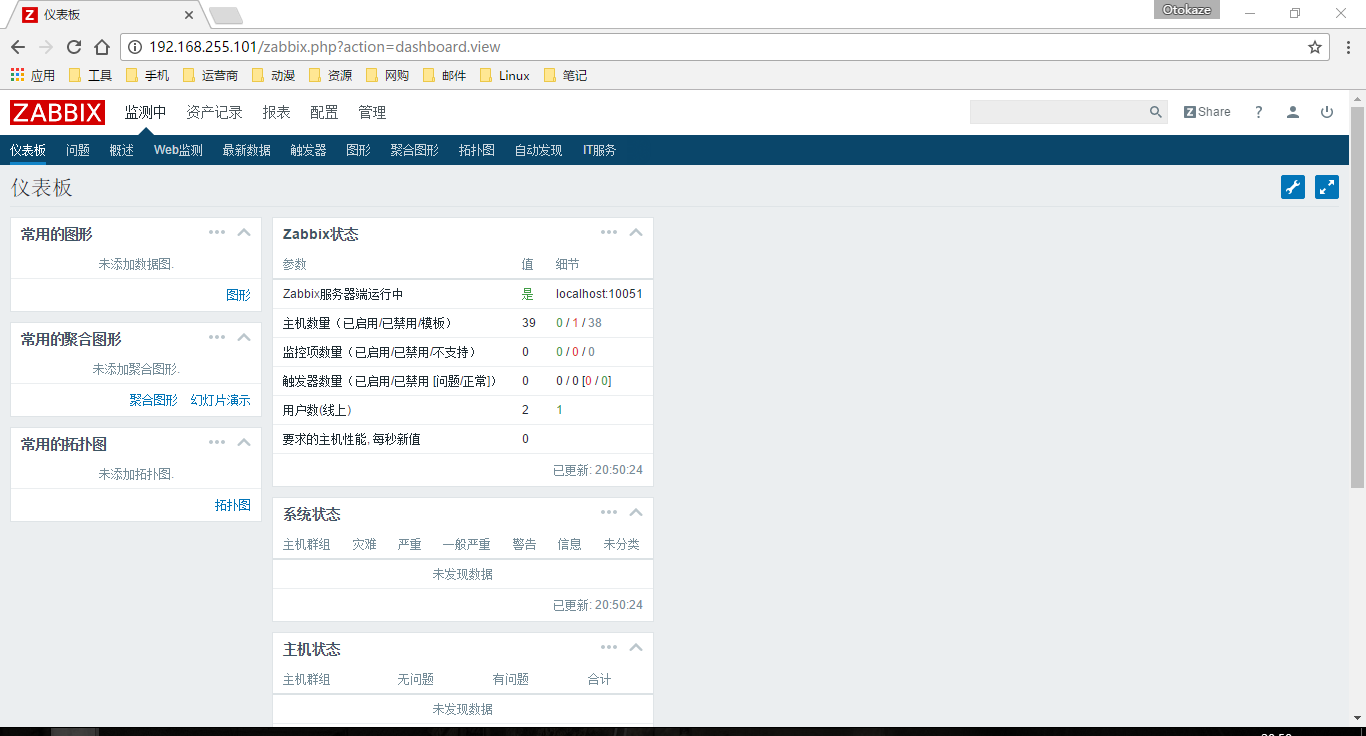 仪表板
Otokaze
192.168.255.101/zabbix.php?action=dashboard.view
应用 工具 手机 运营商 动漫 资源 网购 邮件 Linux 笔记
ZABBIX 监测中 资产记录 报表 配置 管理 Z Share ?
仪表板 问题 概述 Web监测 最新数据 触发器 图形 聚合图形 拓扑图 自动发现 IT服务
仪表板
常用的图形
未添加数据图.
图形
常用的聚合图形
未添加聚合图形.
聚合图形 幻灯片演示
常用的拓扑图
未添加拓扑图.
拓扑图
Zabbix状态
参数 值 细节
Zabbix服务器端运行中 是 localhost:10051
主机数量（已启用/已禁用/模板） 39 0 / 1 / 38
监控项数量（已启用/已禁用/不支持） 0 0 / 0 / 0
触发器数量（已启用/已禁用 [问题/正常]） 0 0 / 0 [0 / 0]
用户数(线上) 2 1
要求的主机性能, 每秒新值 0
已更新: 20:50:24
系统状态
主机群组 灾难 严重 一般严重 警告 信息 未分类
未发现数据
已更新: 20:50:24
主机状态
主机群组 无问题 有问题 合计
未发现数据